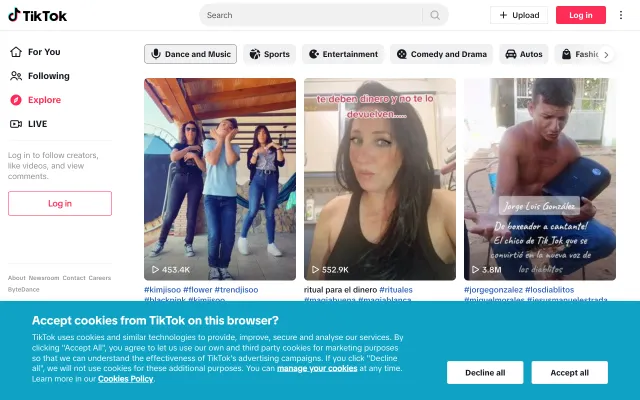 TikTok
Search
+ Upload
Log in
For You
Following
Explore
LIVE
Log in to follow creators,
like videos, and view
comments.
Log in
About Newsroom Contact Careers
ByteDance
Dance and Music
Sports
Entertainment
Comedy and Drama
Autos
Fashic
453.4K
#kimjisoo #flower #trendjisoo
#blackpink #kimjisoo
te deben dinero y no te lo
devuelven.....
552.9K
ritual para el dinero #rituales
#magiabuena #magiablanca
Jorge Luis González
De boxeador a cantante!
El chico de Tik Tok que se
convirtió en la nueva voz de
los diablitos
3.8M
#jorgegonzalez #losdiablitos
#miguelmorales #jesusmanuelestrada
Accept cookies from TikTok on this browser?
TikTok uses cookies and similar technologies to provide, improve, secure and analyse our services. By
clicking "Accept All", you agree to let us use our own and third party cookies for marketing purposes
so that we can understand the effectiveness of TikTok's advertising campaigns. If you click "Decline
all", we will not use cookies for these additional purposes. You can manage your cookies at any time.
Learn more in our Cookies Policy.
Decline all
Accept all